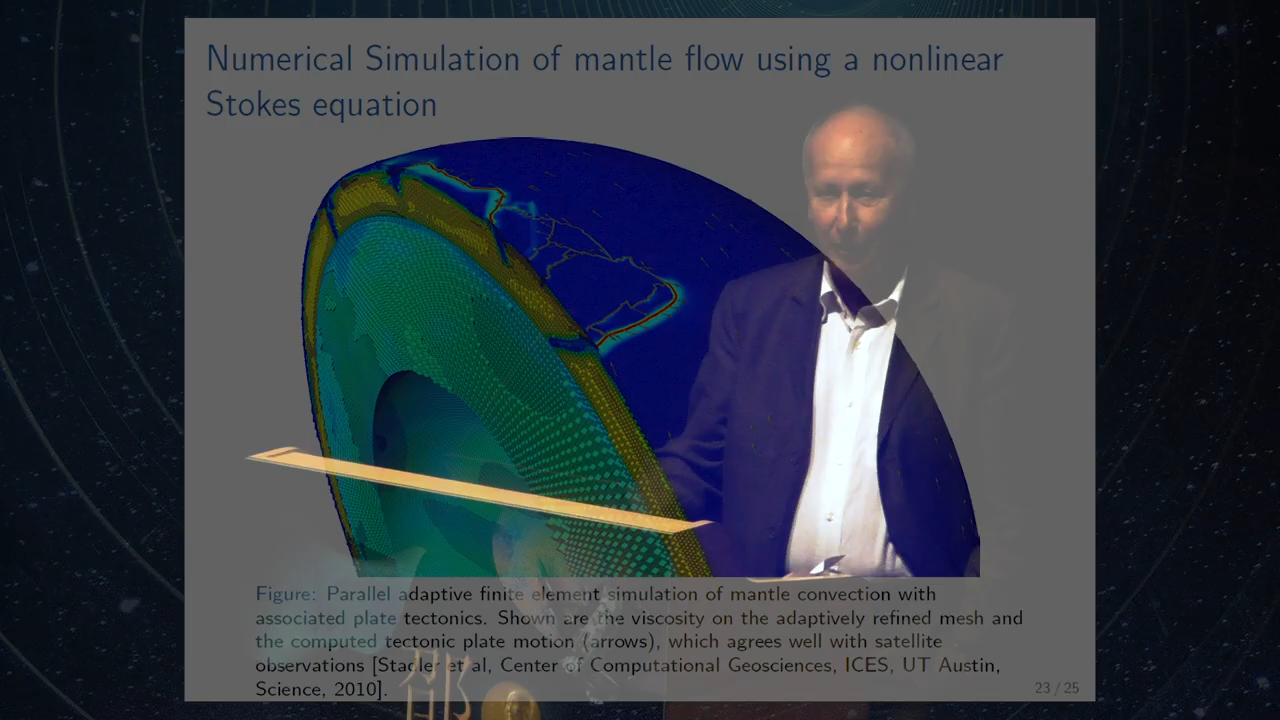 Numerical Simulation of mantle flow using a nonlinear
Stokes equation
Figure: Parallel adaptive finite element simulation of mantle convection with
associated plate tectonics. Shown are the viscosity on the adaptively refined mesh and
the computed tectonic plate motion (arrows), which agrees well with satellite
observations [Stadler et al, Center of Computational Geosciences, ICES, UT Austin,
Science, 2010].
23 / 25